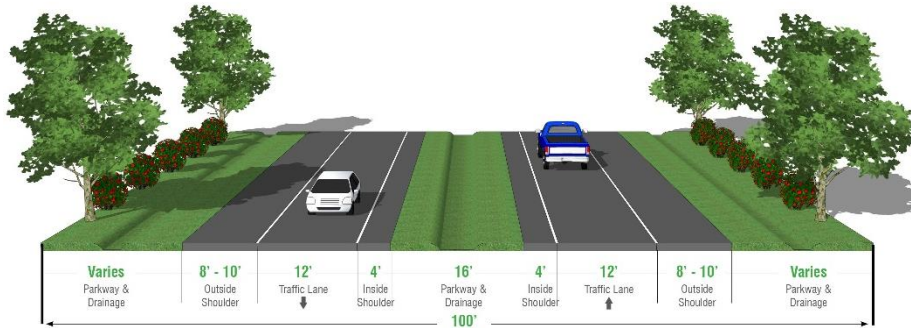 Varies
Parkway &
Drainage
8' - 10'
Outside
Shoulder
12'
Traffic Lane
4'
Inside
Shoulder
16'
Parkway &
Drainage
4'
Inside
Shoulder
12'
Traffic Lane
8' - 10'
Outside
Shoulder
Varies
Parkway &
Drainage
100'